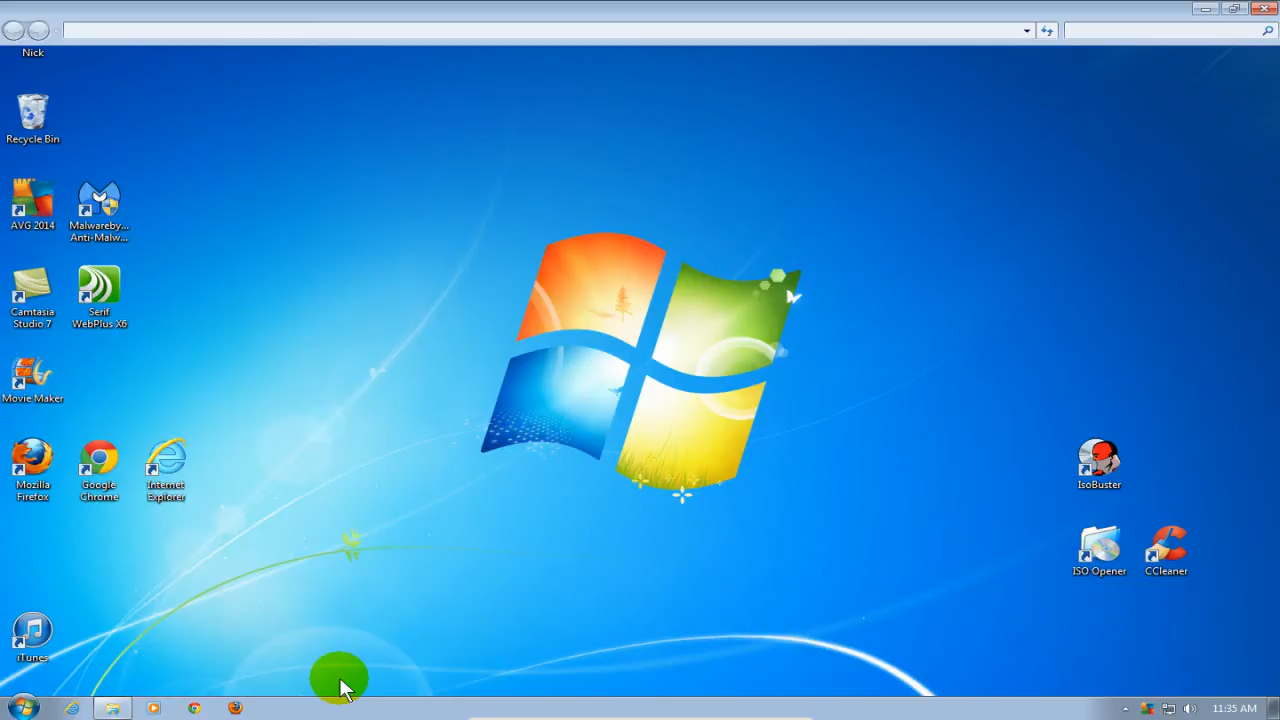 Nick
Recycle Bin
AVG 2014
Malwareby...
Anti-Malw...
Camtasia
Studio 7
Serif
WebPlus X6
Movie Maker
Mozilla
Firefox
Google
Chrome
Internet
Explorer
IsoBuster
ISO Opener
CCleaner
iTunes
11:35 AM